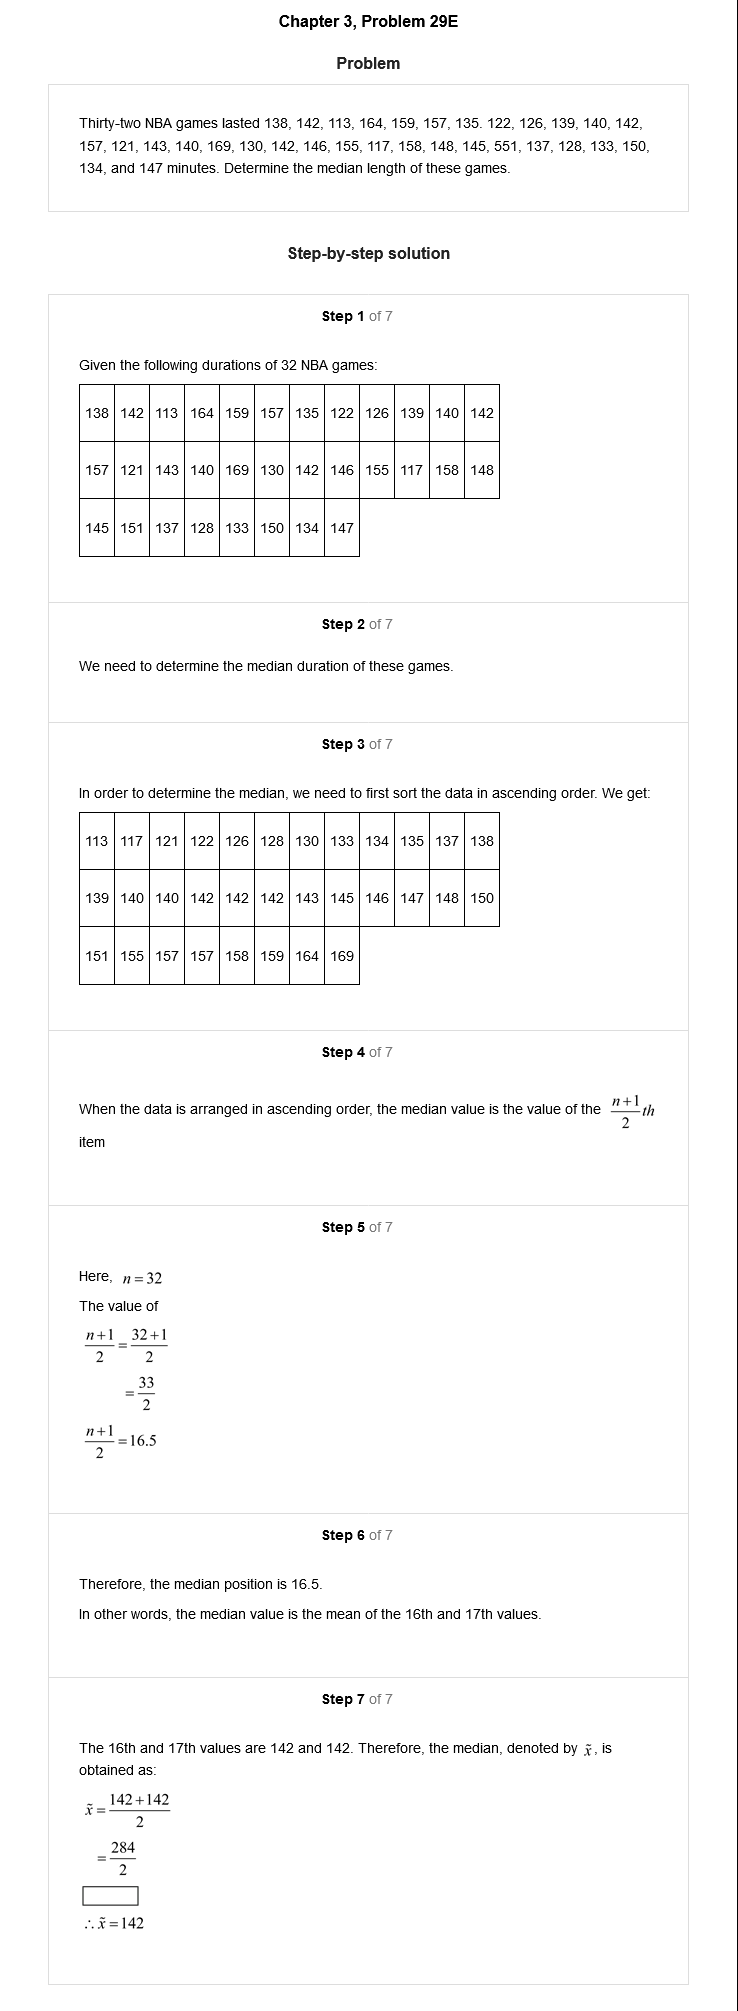 Chapter 3, Problem 29E
Problem
Thirty-two NBA games lasted 138, 142, 113, 164, 159, 157, 135. 122, 126, 139, 140, 142,
157, 121, 143, 140, 169, 130, 142, 146, 155, 117, 158, 148, 145, 551, 137, 128, 133, 150,
134, and 147 minutes. Determine the median length of these games.
Step-by-step solution
Step 1 of 7
Given the following durations of 32 NBA games:
138 142 113 164 159 157 135 122 126 139 140 142
157 121 143 140 169 130 142 146 155 117 158 148
145 151 137 128 133 150 134 147
Step 2 of 7
We need to determine the median duration of these games.
Step 3 of 7
In order to determine the median, we need to first sort the data in ascending order. We get:
113 117 121 122 126 128 130 133 134 135 137 138
139 140 140 142 142 142 143 145 146 147 148 150
151 155 157 157 158 159 164 169
Step 4 of 7
When the data is arranged in ascending order, the median value is the value of the (n+1)/2 th
item
Step 5 of 7
Here, n = 32
The value of
(n+1)/2 = (32+1)/2
= 33/2
(n+1)/2 = 16.5
Step 6 of 7
Therefore, the median position is 16.5.
In other words, the median value is the mean of the 16th and 17th values.
Step 7 of 7
The 16th and 17th values are 142 and 142. Therefore, the median, denoted by x̃, is
obtained as:
x̃ = (142+142)/2
= 284/2
∴ x̃ = 142